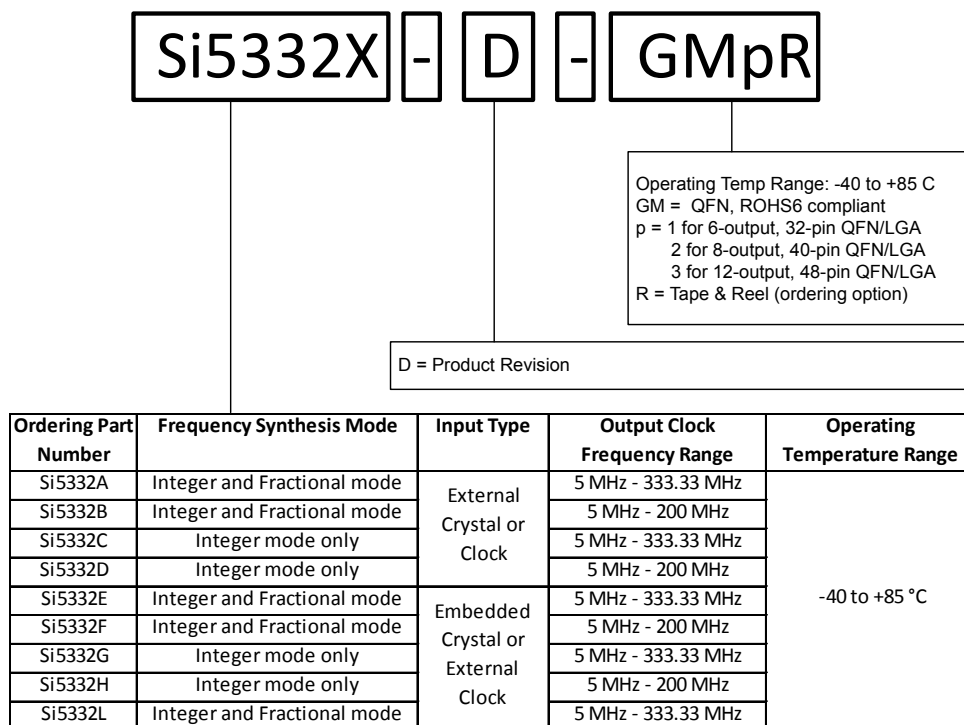 Si5332X - D - GMpR
Operating Temp Range: -40 to +85 C
GM = QFN, ROHS6 compliant
p = 1 for 6-output, 32-pin QFN/LGA
2 for 8-output, 40-pin QFN/LGA
3 for 12-output, 48-pin QFN/LGA
R = Tape & Reel (ordering option)
D = Product Revision
Ordering Part Number | Frequency Synthesis Mode | Input Type | Output Clock Frequency Range | Operating Temperature Range
Si5332A | Integer and Fractional mode | External Crystal or Clock | 5 MHz - 333.33 MHz | -40 to +85 °C
Si5332B | Integer and Fractional mode | 5 MHz - 200 MHz
Si5332C | Integer mode only | 5 MHz - 333.33 MHz
Si5332D | Integer mode only | 5 MHz - 200 MHz
Si5332E | Integer and Fractional mode | Embedded Crystal or External Clock | 5 MHz - 333.33 MHz
Si5332F | Integer and Fractional mode | 5 MHz - 200 MHz
Si5332G | Integer mode only | 5 MHz - 333.33 MHz
Si5332H | Integer mode only | 5 MHz - 200 MHz
Si5332L | Integer and Fractional mode | 5 MHz - 333.33 MHz